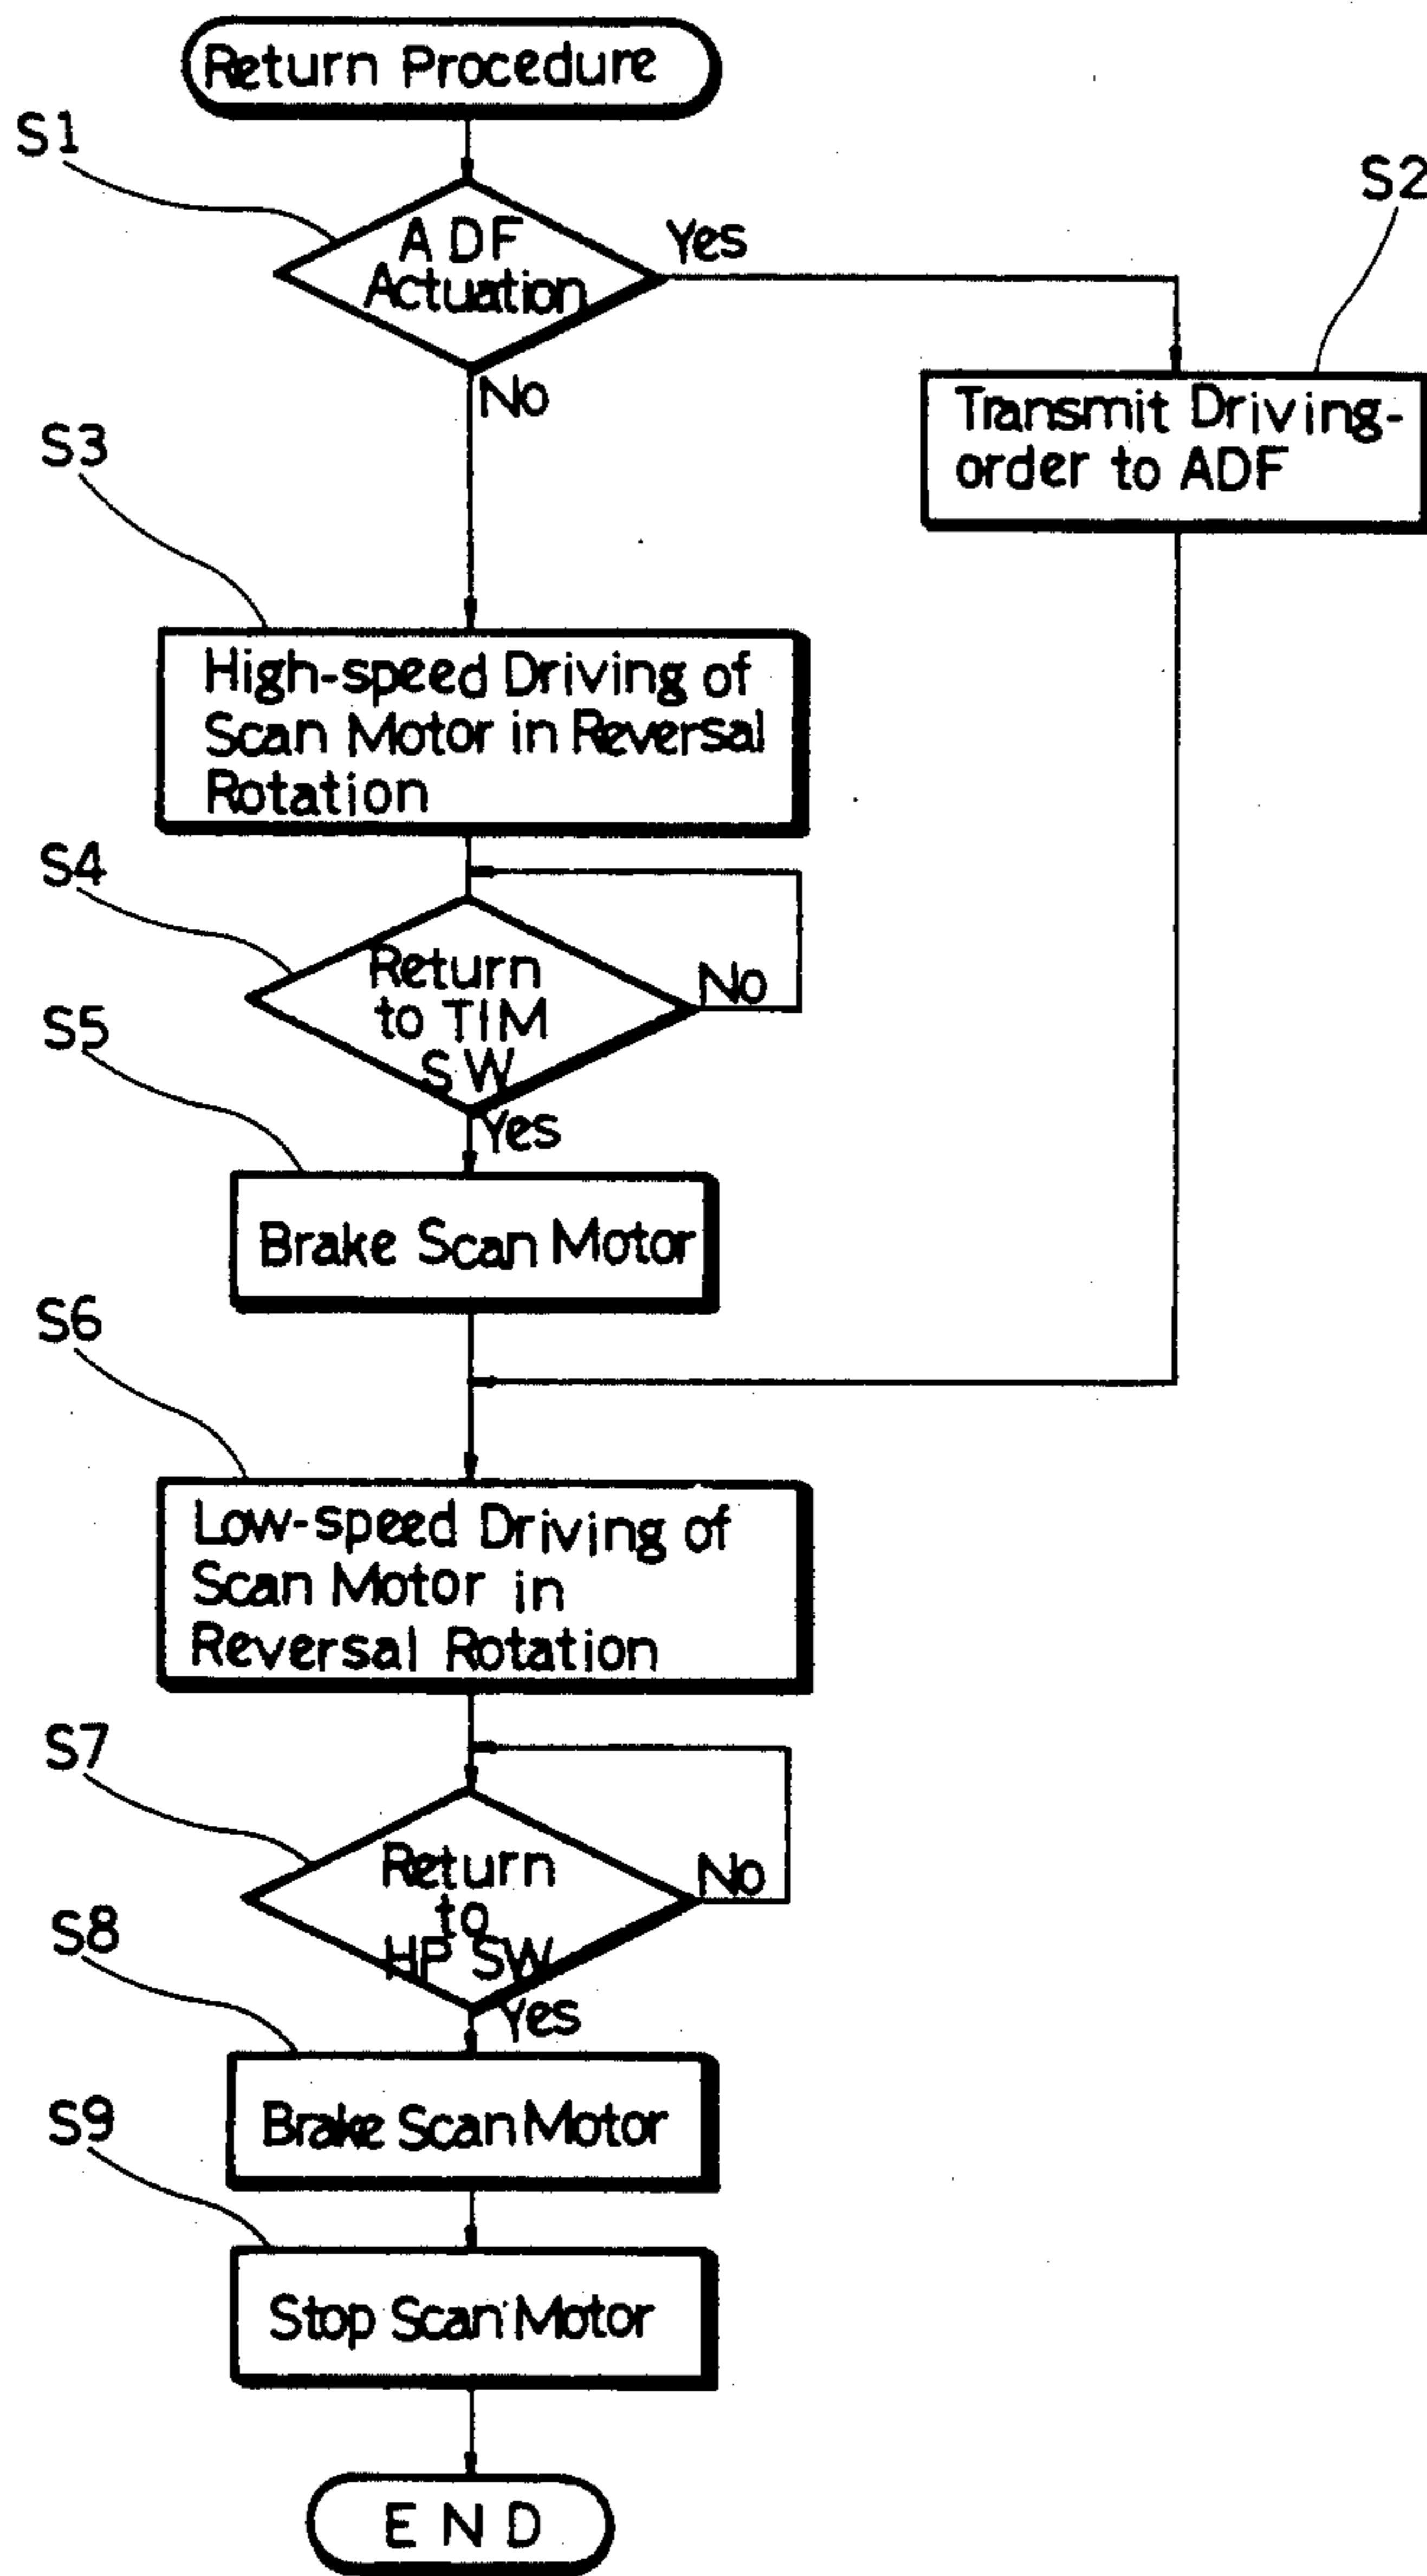 Return Procedure
S1
S2
ADF
Actuation
Yes
No
Transmit Driving-
order to ADF
S3
High-speed Driving of
Scan Motor in Reversal
Rotation
S4
Return
to TIM
SW
No
Yes
S5
Brake Scan Motor
S6
Low-speed Driving of
Scan Motor in
Reversal Rotation
S7
Return
to
HP SW
No
Yes
S8
Brake Scan Motor
S9
Stop Scan Motor
END